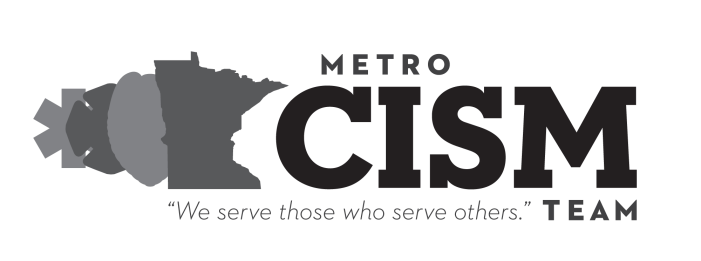 METRO
CISM
“We serve those who serve others.” TEAM